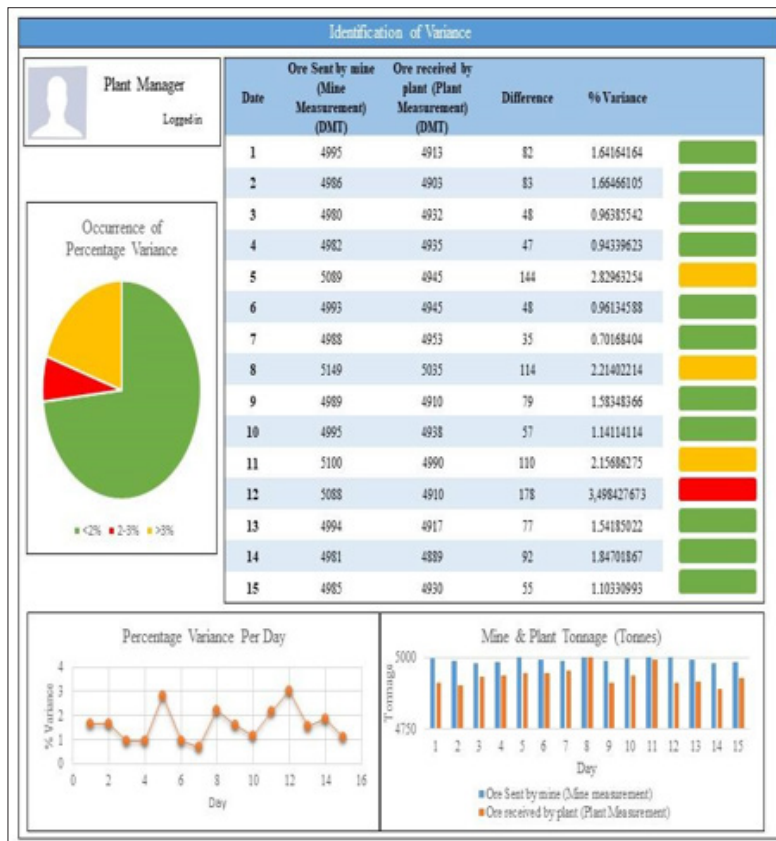 Identification of Variance
Plant Manager
Logged in
Date
Ore Sent by mine
(Mine
Measurement)
(DMT)
Ore received by
plant (Plant
Measurement)
(DMT)
Difference
% Variance
1 4995 4913 82 1.64164164
2 4986 4903 83 1.66466105
3 4980 4932 48 0.96385542
4 4982 4935 47 0.94339623
5 5089 4945 144 2.82963254
6 4993 4945 48 0.96134588
7 4988 4953 35 0.70168404
8 5149 5035 114 2.21402214
9 4989 4910 79 1.58348366
10 4995 4938 57 1.14114114
11 5100 4990 110 2.15686275
12 5088 4910 178 3,498427673
13 4994 4917 77 1.54185022
14 4981 4889 92 1.84701867
15 4985 4930 55 1.10330993
Occurrence of
Percentage Variance
<2% 2-3% >3%
Percentage Variance Per Day
% Variance
4
3
2
1
0
0 2 4 6 8 10 12 14 16
Day
Mine & Plant Tonnage (Tonnes)
Tonnage
5000
4750
1 2 3 4 5 6 7 8 9 10 11 12 13 14 15
Day
Ore Sent by mine (Mine measurement)
Ore received by plant (Plant Measurement)